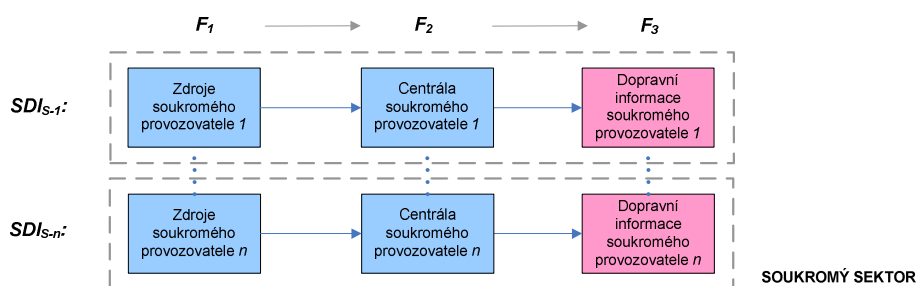 F1 F2 F3
SDIS-1:
Zdroje
soukromého
provozovatele 1
Centrála
soukromého
provozovatele 1
Dopravní
informace
soukromého
provozovatele 1
SDIS-n:
Zdroje
soukromého
provozovatele n
Centrála
soukromého
provozovatele n
Dopravní
informace
soukromého
provozovatele n
SOUKROMÝ SEKTOR